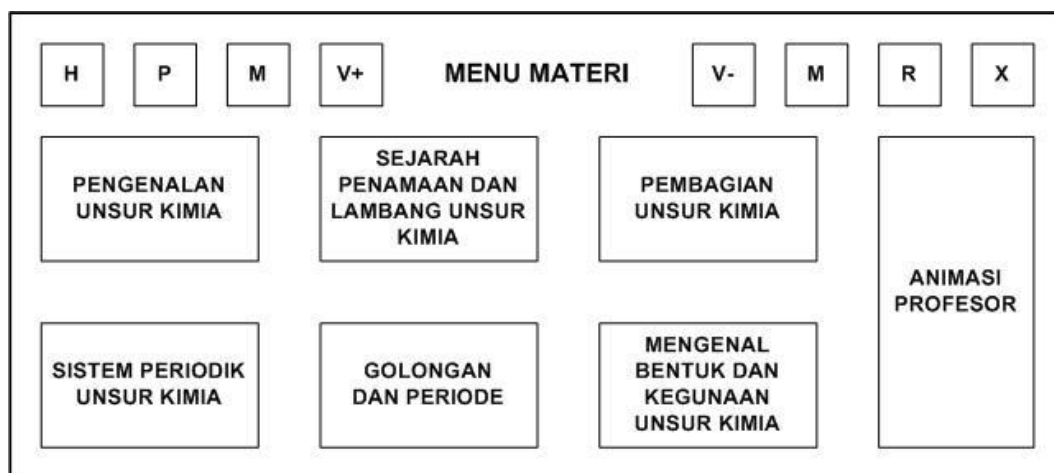 H P M V+ MENU MATERI V- M R X
PENGENALAN
UNSUR KIMIA
SEJARAH
PENAMAAN DAN
LAMBANG UNSUR
KIMIA
PEMBAGIAN
UNSUR KIMIA
ANIMASI
PROFESOR
SISTEM PERIODIK
UNSUR KIMIA
GOLONGAN
DAN PERIODE
MENGENAL
BENTUK DAN
KEGUNAAN
UNSUR KIMIA